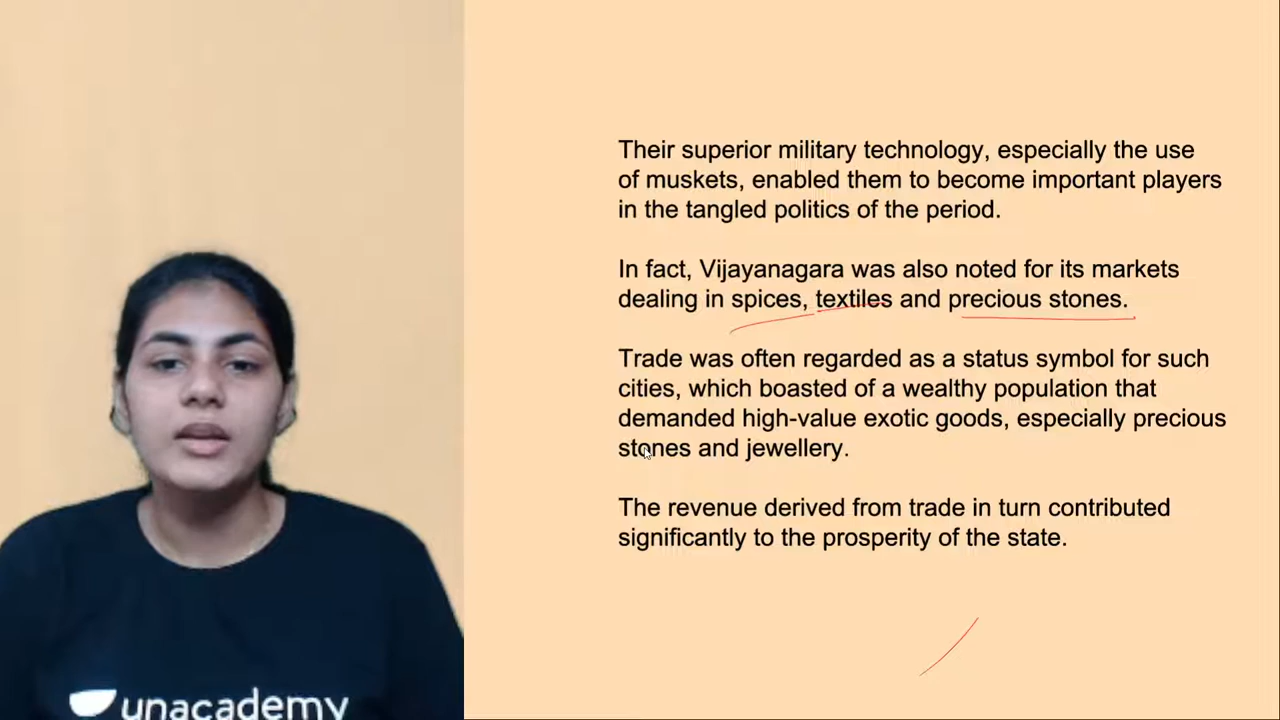 Their superior military technology, especially the use
of muskets, enabled them to become important players
in the tangled politics of the period.
In fact, Vijayanagara was also noted for its markets
dealing in spices, textiles and precious stones.
Trade was often regarded as a status symbol for such
cities, which boasted of a wealthy population that
demanded high-value exotic goods, especially precious
stones and jewellery.
The revenue derived from trade in turn contributed
significantly to the prosperity of the state.
unacademy